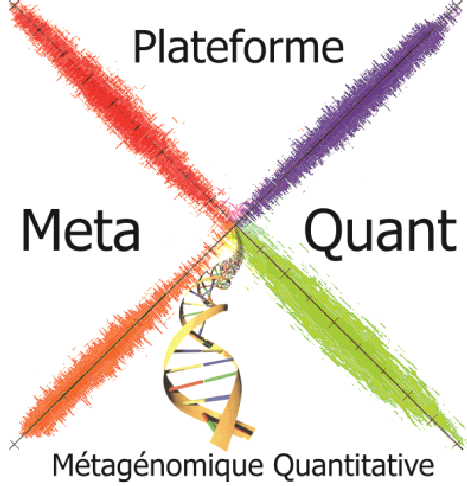 Plateforme
Meta Quant
Métagénomique Quantitative